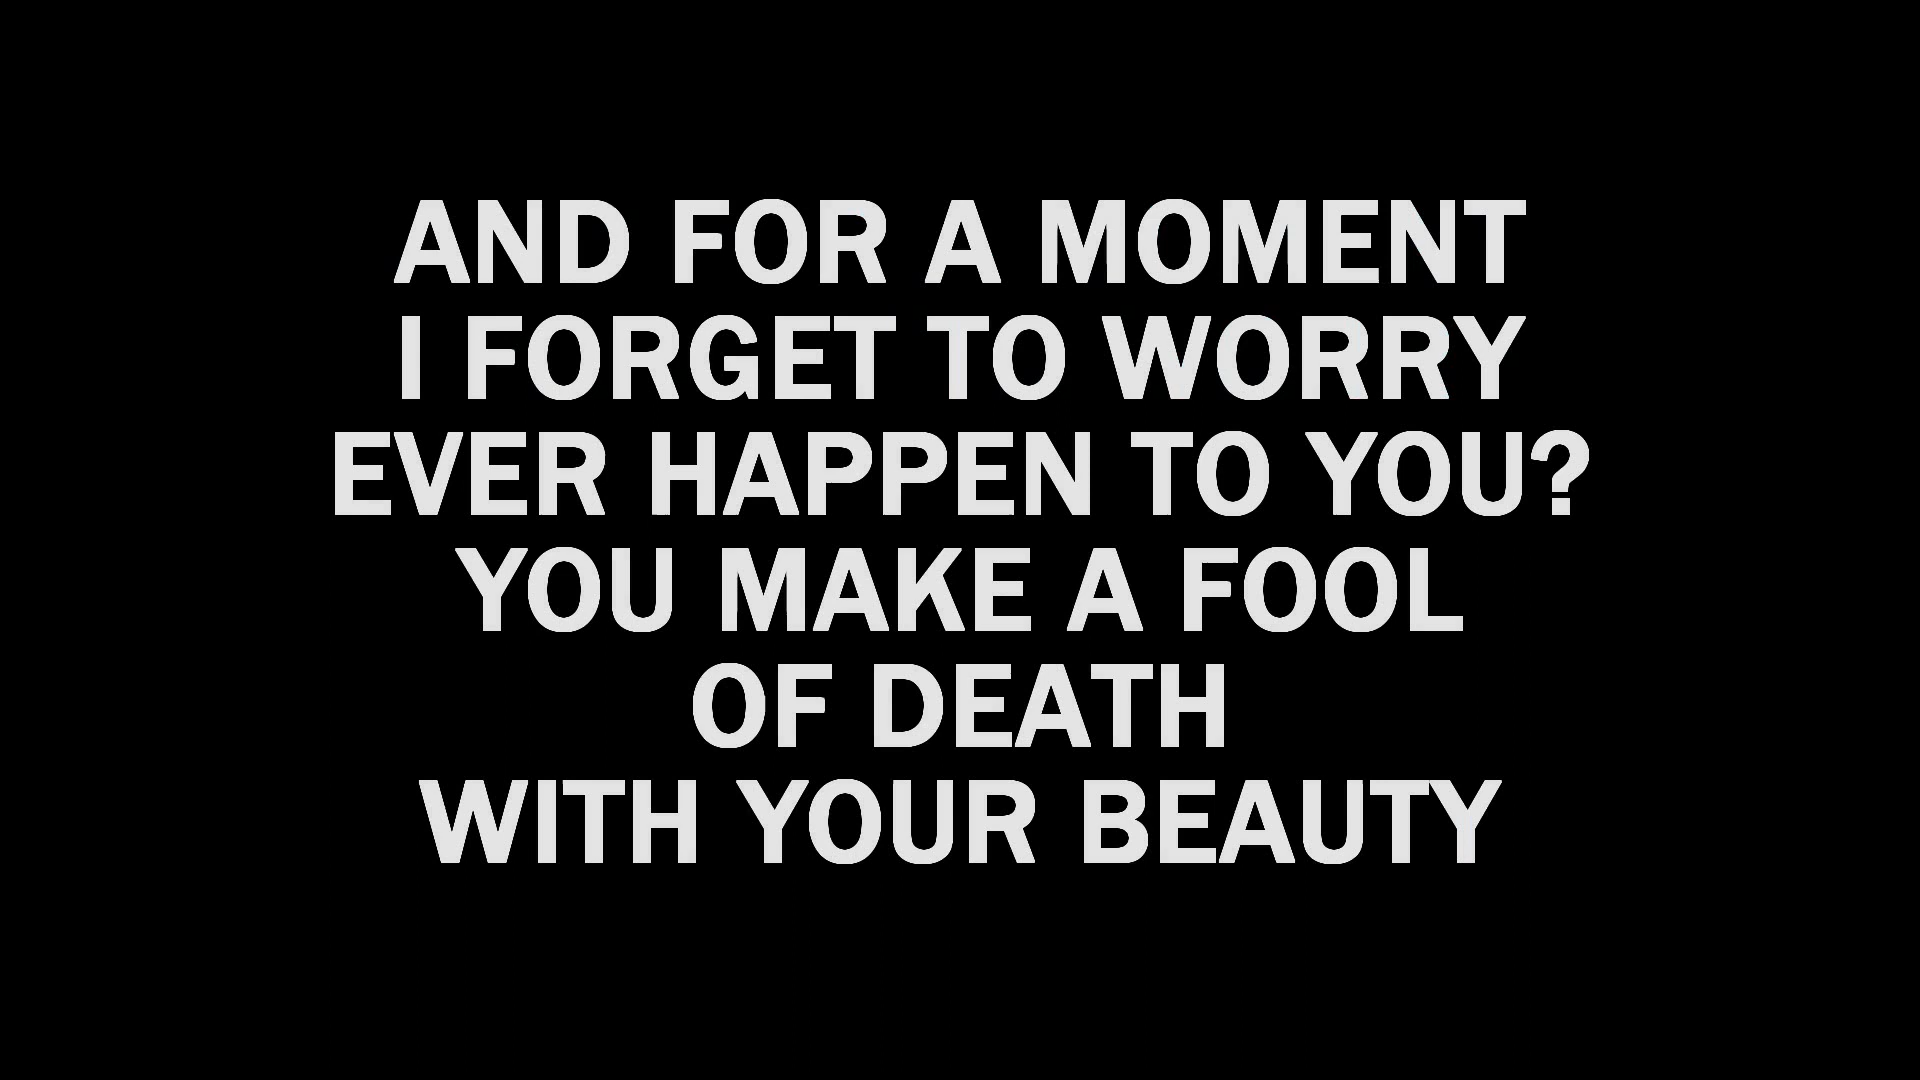 AND FOR A MOMENT
I FORGET TO WORRY
EVER HAPPEN TO YOU?
YOU MAKE A FOOL
OF DEATH
WITH YOUR BEAUTY